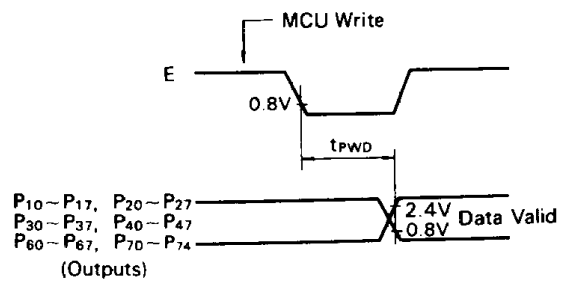 MCU Write
E
0.8V
tPWD
P10~P17, P20~P27
P30~P37, P40~P47
P60~P67, P70~P74
(Outputs)
2.4V
0.8V
Data Valid